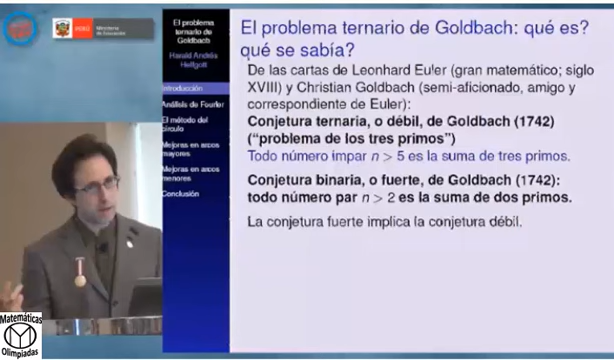 PERÚ
Ministerio
de Educación
El problema
ternario de
Goldbach
Harald Andrés
Helfgott
Introducción
Análisis de Fourier
El método del
círculo
Mejoras en arcos
mayores
Mejoras en arcos
menores
Conclusión
El problema ternario de Goldbach: qué es?
qué se sabía?
De las cartas de Leonhard Euler (gran matemático; siglo
XVIII) y Christian Goldbach (semi-aficionado, amigo y
correspondiente de Euler):
Conjetura ternaria, o débil, de Goldbach (1742)
(“problema de los tres primos”)
Todo número impar n > 5 es la suma de tres primos.
Conjetura binaria, o fuerte, de Goldbach (1742):
todo número par n > 2 es la suma de dos primos.
La conjetura fuerte implica la conjetura débil.
Matemáticas
Olimpiadas